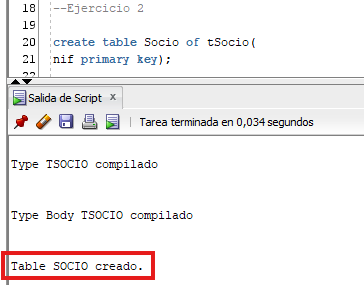 18 --Ejercicio 2
19
20 create table Socio of tSocio(
21 nif primary key);
22
Salida de Script x
Tarea terminada en 0,034 segundos
Type TSOCIO compilado
Type Body TSOCIO compilado
Table SOCIO creado.